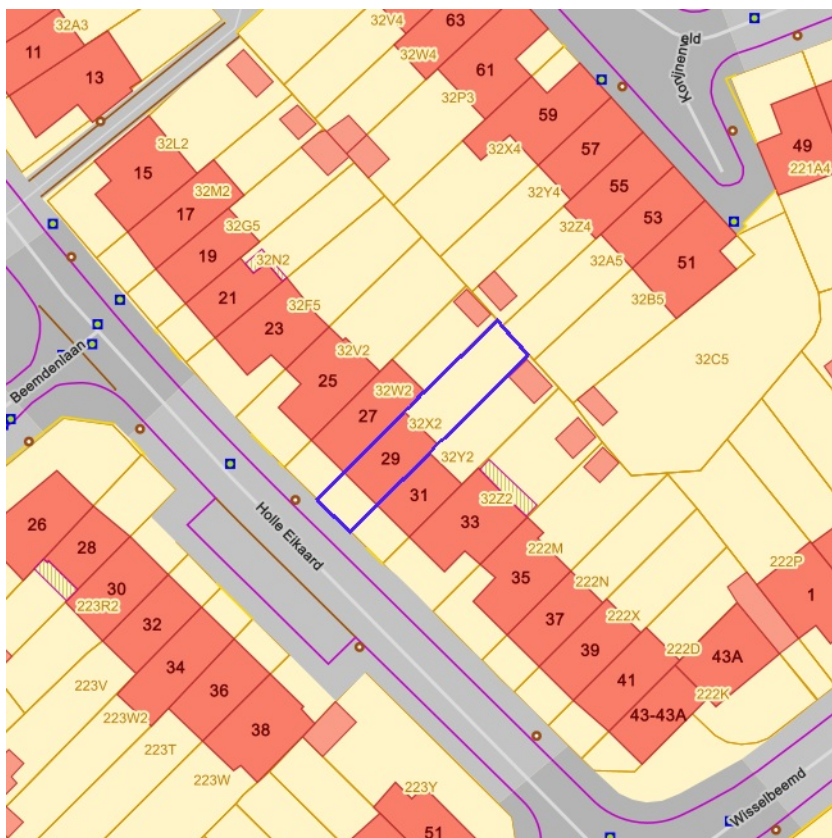 32A3
11
13
32V4
63
32W4
61
32P3
59
32X4
57
55
53
51
32Y4
32Z4
32A5
32B5
32C5
Konijnenveld
49
221A4
32L2
15
32M2
17
32G5
19
32N2
21
32F5
23
32V2
25
32W2
27
32X2
29
32Y2
31
32Z2
33
222M
35
222N
37
222X
39
222D
41
43-43A
222K
43A
222P
1
Beemdenlaan
Holle Eikaard
Wisselbeemd
26
28
30
223R2
32
34
36
38
223V
223W2
223T
223W
223Y
51